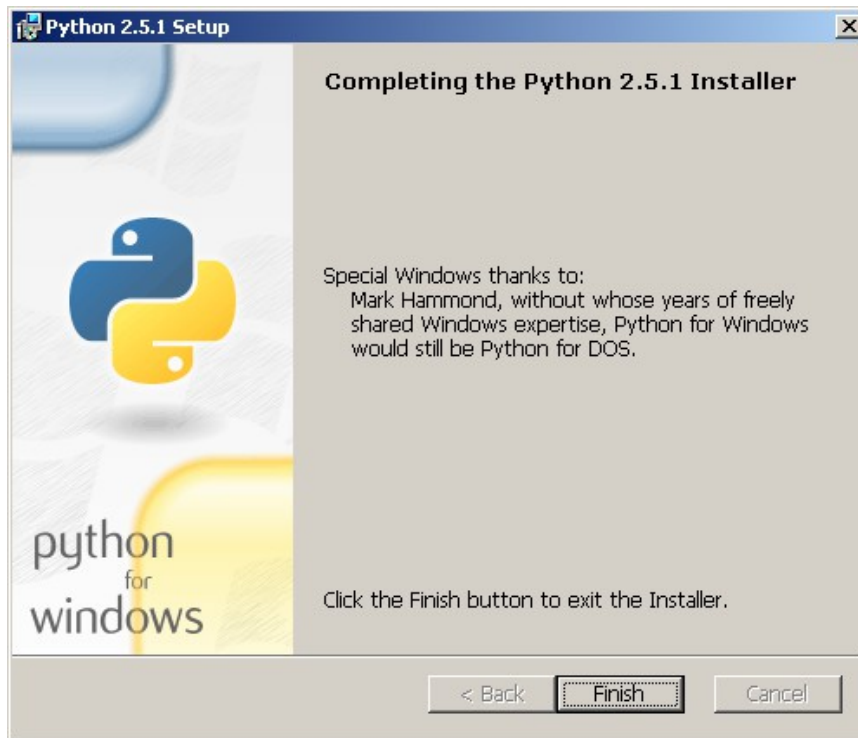 Python 2.5.1 Setup
Completing the Python 2.5.1 Installer
Special Windows thanks to:
Mark Hammond, without whose years of freely
shared Windows expertise, Python for Windows
would still be Python for DOS.
python
for
windows
Click the Finish button to exit the Installer.
< Back
Finish
Cancel